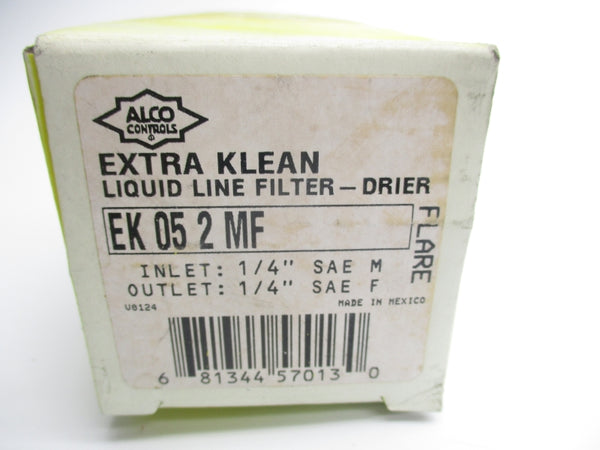 ALCO
CONTROLS
®
EXTRA KLEAN
LIQUID LINE FILTER – DRIER
EK 05 2 MF
FLARE
INLET: 1/4" SAE M
OUTLET: 1/4" SAE F
V8124
MADE IN MEXICO
6 81344 57013 0